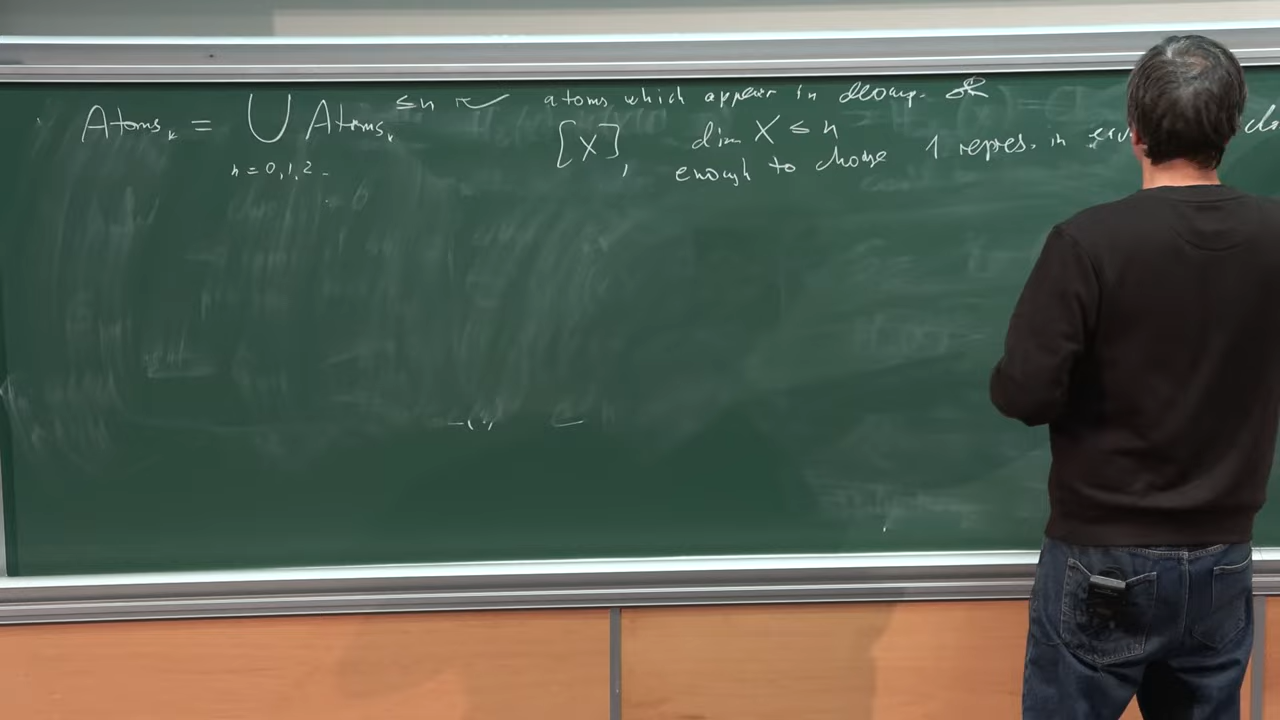 Atoms_k = ⋃ Atoms_k^{≤n} ↜ atoms which appear in decomp. of
n = 0, 1, 2 –
[X], dim X ≤ n
enough to choose 1 repres. in